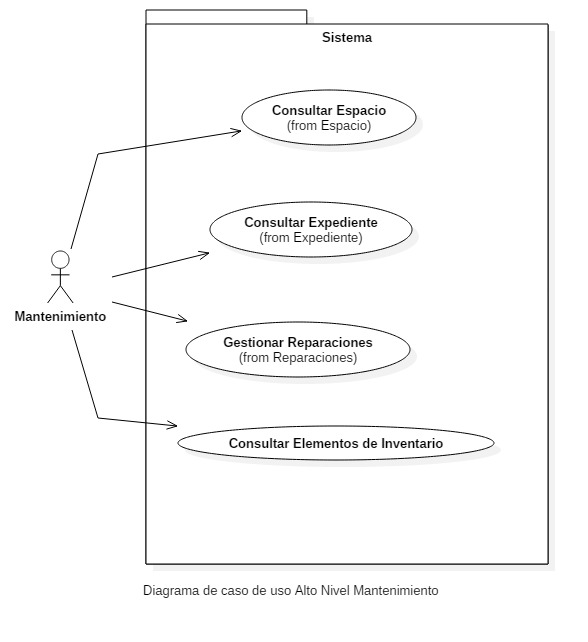 Sistema
Consultar Espacio
(from Espacio)
Consultar Expediente
(from Expediente)
Mantenimiento
Gestionar Reparaciones
(from Reparaciones)
Consultar Elementos de Inventario
Diagrama de caso de uso Alto Nivel Mantenimiento